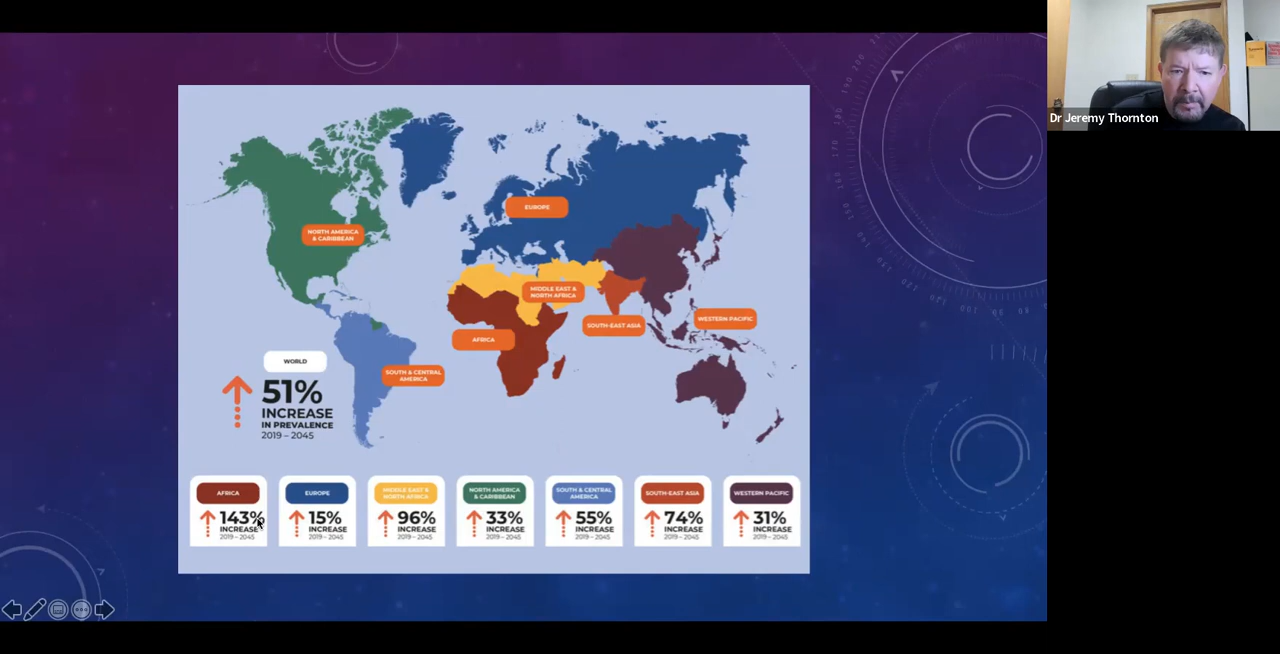 Dr Jeremy Thornton
EUROPE
NORTH AMERICA
& CARIBBEAN
MIDDLE EAST &
NORTH AFRICA
SOUTH-EAST ASIA
WESTERN PACIFIC
AFRICA
SOUTH & CENTRAL
AMERICA
WORLD
51%
INCREASE
IN PREVALENCE
2019 – 2045
AFRICA
143%
INCREASE
2019 – 2045
EUROPE
15%
INCREASE
2019 – 2045
MIDDLE EAST &
NORTH AFRICA
96%
INCREASE
2019 – 2045
NORTH AMERICA
& CARIBBEAN
33%
INCREASE
2019 – 2045
SOUTH & CENTRAL
AMERICA
55%
INCREASE
2019 – 2045
SOUTH-EAST ASIA
74%
INCREASE
2019 – 2045
WESTERN PACIFIC
31%
INCREASE
2019 – 2045